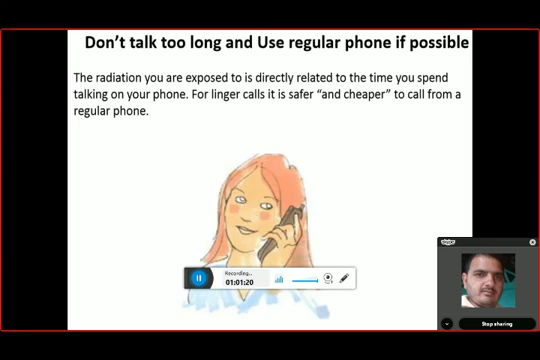 Don't talk too long and Use regular phone if possible
The radiation you are exposed to is directly related to the time you spend
talking on your phone. For linger calls it is safer “and cheaper” to call from a
regular phone.
Recording...
01:01:20
skype
Stop sharing